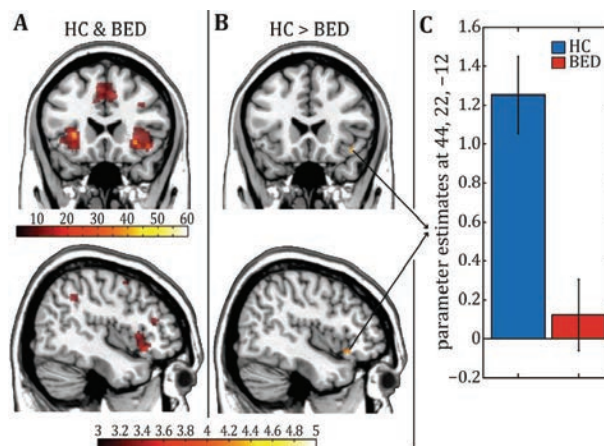 A HC & BED
B HC > BED
C
HC
BED
parameter estimates at 44, 22, −12
1.6
1.4
1.2
1.0
0.8
0.6
0.4
0.2
0
−0.2
10 20 30 40 50 60
3 3.2 3.4 3.6 3.8 4 4.2 4.4 4.6 4.8 5